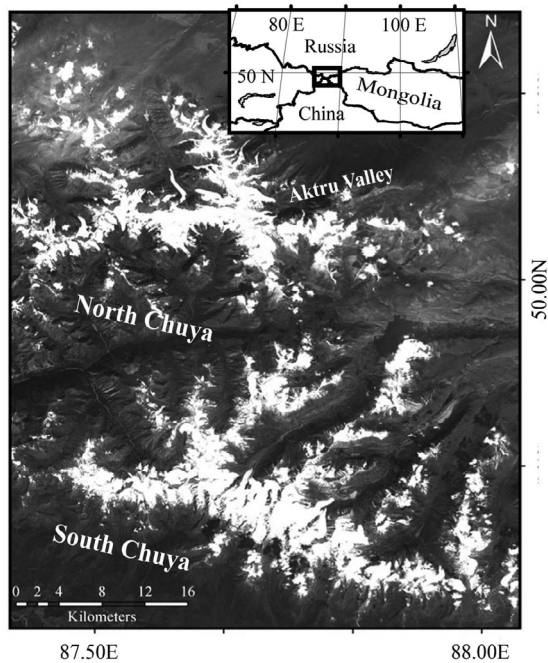 80 E 100 E
N
Russia
50 N
Mongolia
China
Aktru Valley
50.00N
North Chuya
South Chuya
0 2 4 8 12 16
Kilometers
87.50E 88.00E